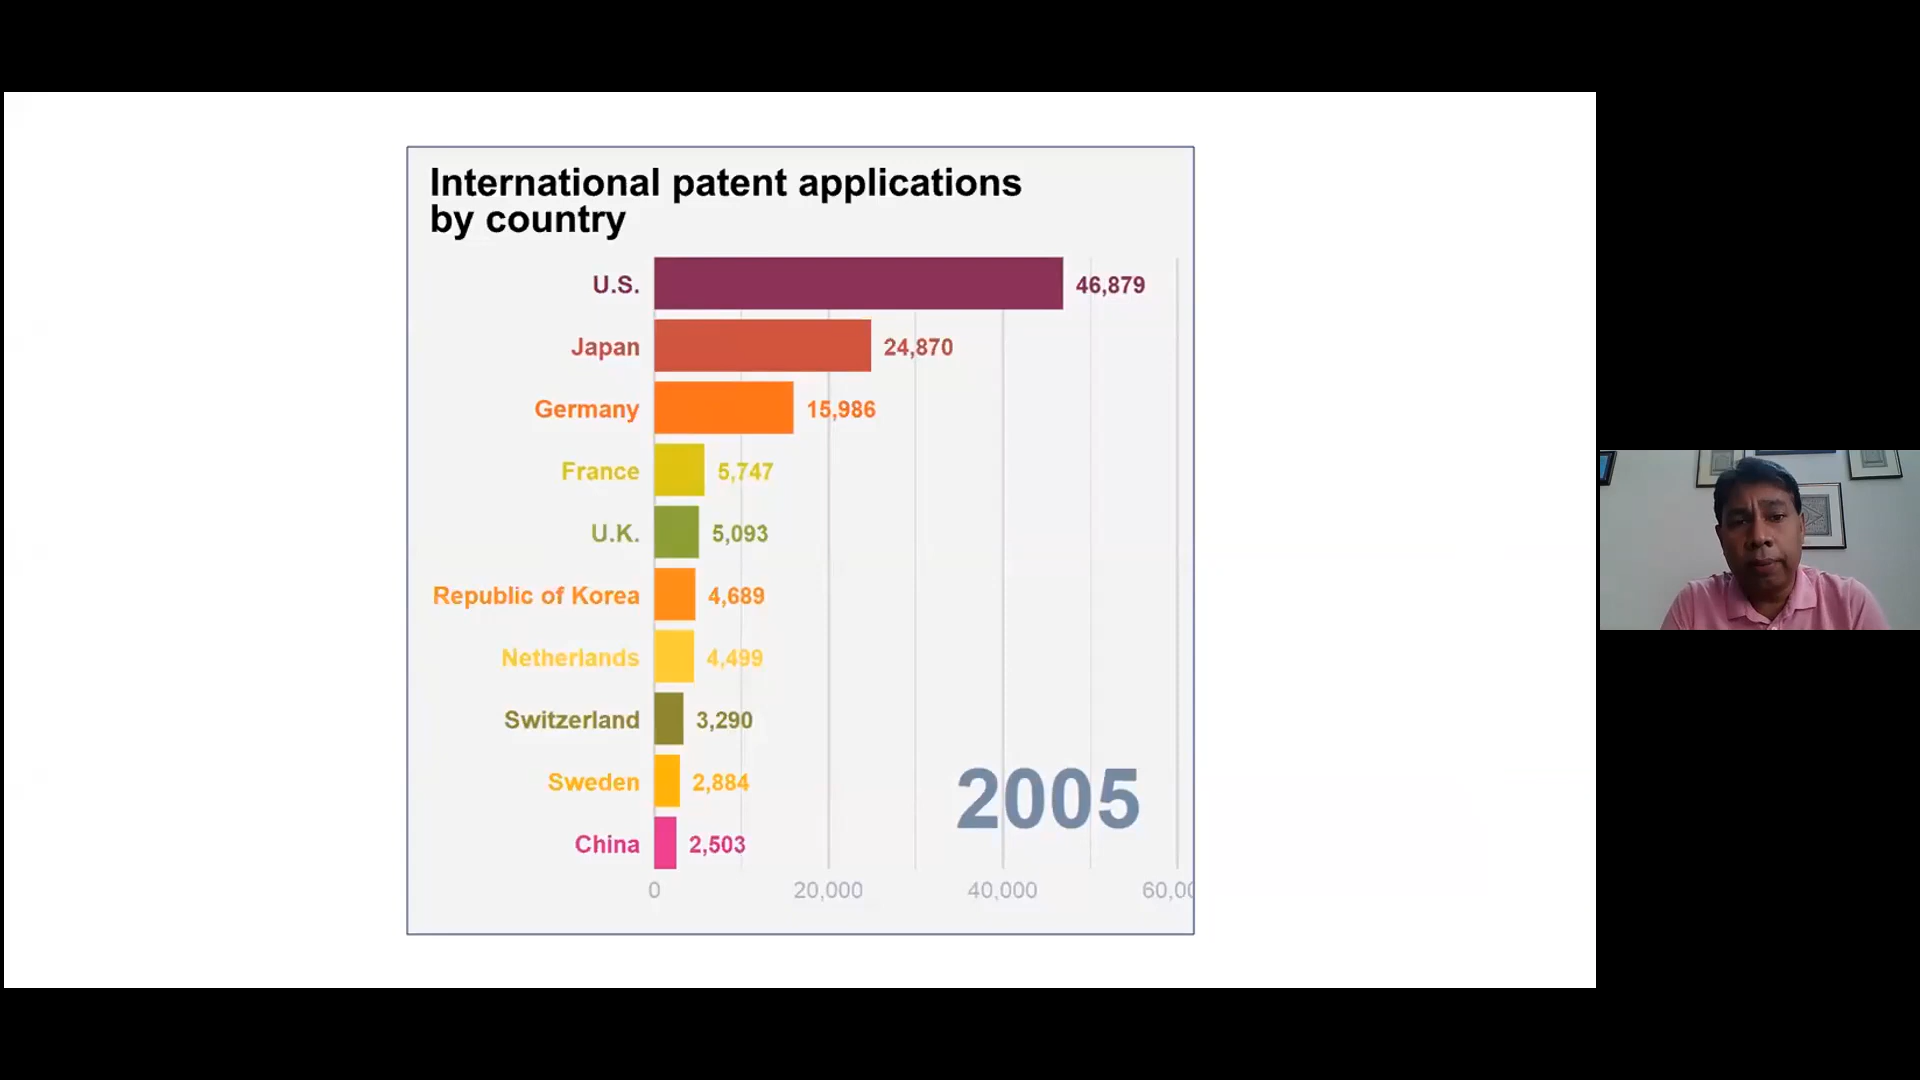 International patent applications
by country
U.S. 46,879
Japan 24,870
Germany 15,986
France 5,747
U.K. 5,093
Republic of Korea 4,689
Netherlands 4,499
Switzerland 3,290
Sweden 2,884
2005
China 2,503
0 20,000 40,000 60,00